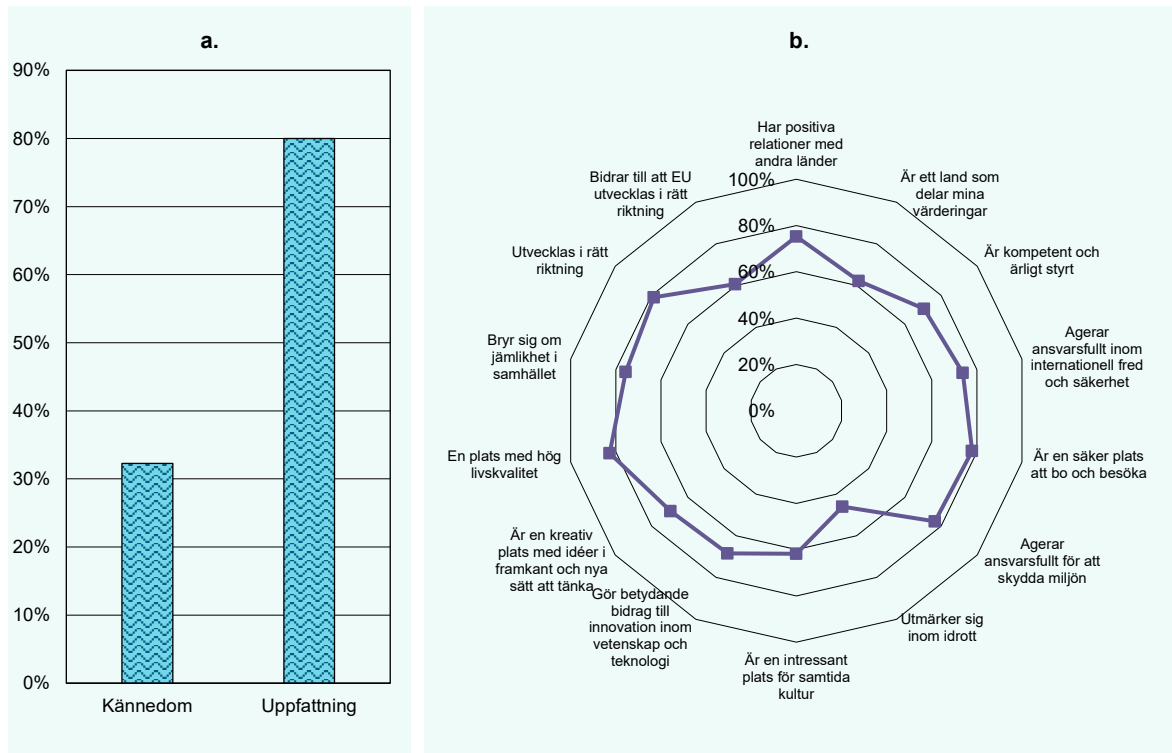 a.
90%
80%
70%
60%
50%
40%
30%
20%
10%
0%
Kännedom
Uppfattning
b.
Har positiva
relationer med
andra länder
Är ett land som
delar mina
värderingar
Är kompetent och
ärligt styrt
Agerar
ansvarsfullt inom
internationell fred
och säkerhet
Är en säker plats
att bo och besöka
Agerar
ansvarsfullt för att
skydda miljön
Utmärker sig
inom idrott
Är en intressant
plats för samtida
kultur
Gör betydande
bidrag till
innovation inom
vetenskap och
teknologi
Är en kreativ
plats med idéer i
framkant och nya
sätt att tänka
En plats med hög
livskvalitet
Bryr sig om
jämlikhet i
samhället
Utvecklas i rätt
riktning
Bidrar till att EU
utvecklas i rätt
riktning
100%
80%
60%
40%
20%
0%